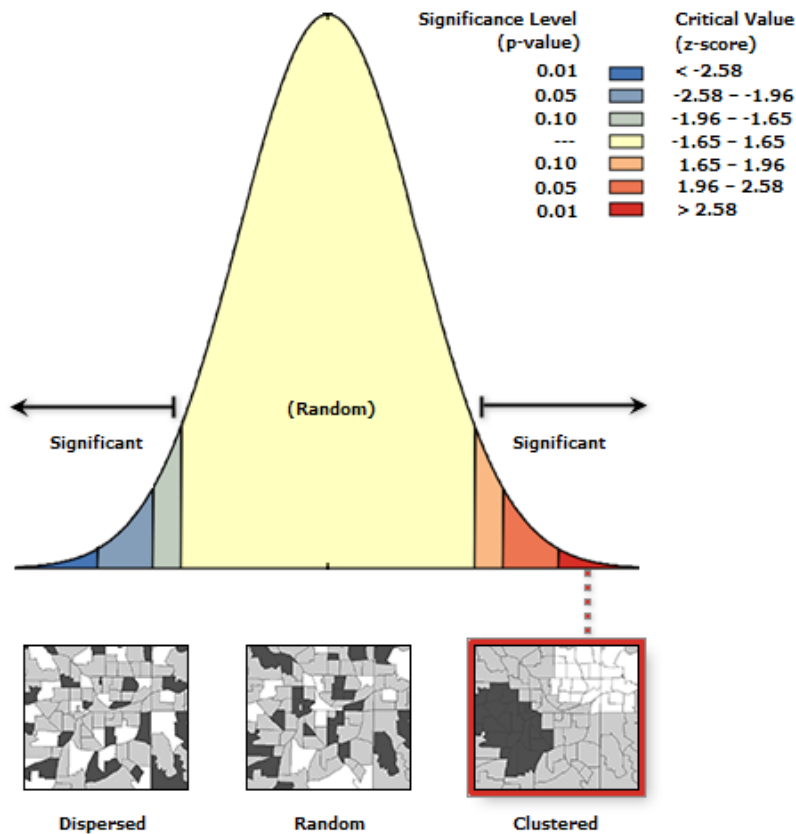 Significance Level Critical Value
(p-value) (z-score)
0.01 < -2.58
0.05 -2.58 – -1.96
0.10 -1.96 – -1.65
--- -1.65 – 1.65
0.10 1.65 – 1.96
0.05 1.96 – 2.58
0.01 > 2.58
(Random)
Significant Significant
Dispersed Random Clustered